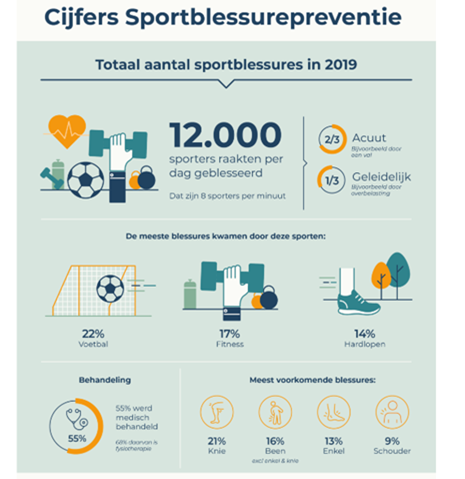 Cijfers Sportblessurepreventie
Totaal aantal sportblessures in 2019
12.000
sporters raakten per
dag geblesseerd
Dat zijn 8 sporters per minuut
2/3
Acuut
Bijvoorbeeld door
een val
1/3
Geleidelijk
Bijvoorbeeld door
overbelasting
De meeste blessures kwamen door deze sporten:
22%
Voetbal
17%
Fitness
14%
Hardlopen
Behandeling
55%
55% werd
medisch
behandeld
68% daarvan is
fysiotherapie
Meest voorkomende blessures:
21%
Knie
16%
Been
excl enkel & knie
13%
Enkel
9%
Schouder